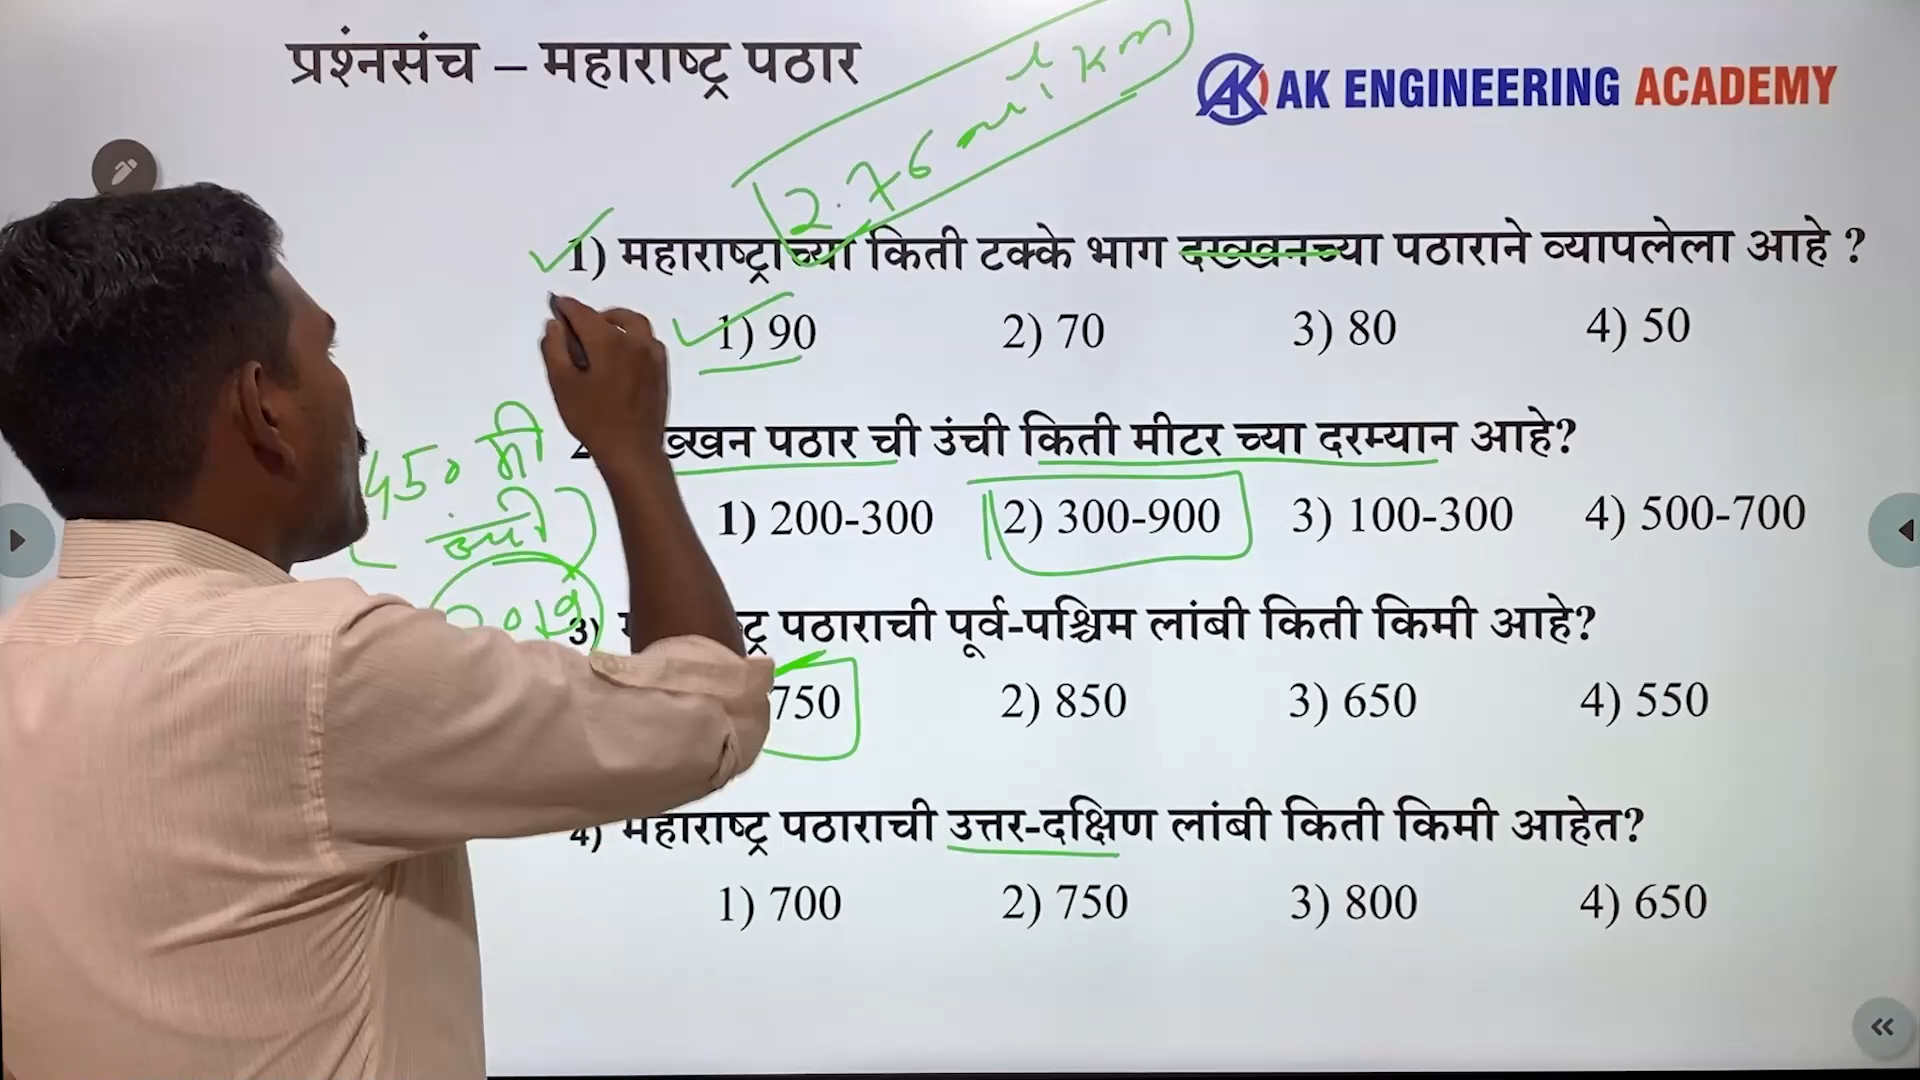 प्रश्ंनसंच – महाराष्ट्र पठार
AK ENGINEERING ACADEMY
2.76
km
1) महाराष्ट्राच्या किती टक्के भाग दख्खनच्या पठाराने व्यापलेला आहे ?
1) 90 2) 70 3) 80 4) 50
450 मी
ख्खन पठार ची उंची किती मीटर च्या दरम्यान आहे?
1) 200-300 2) 300-900 3) 100-300 4) 500-700
2019
3) ट्र पठाराची पूर्व-पश्चिम लांबी किती किमी आहे?
750 2) 850 3) 650 4) 550
4) महाराष्ट्र पठाराची उत्तर-दक्षिण लांबी किती किमी आहेत?
1) 700 2) 750 3) 800 4) 650